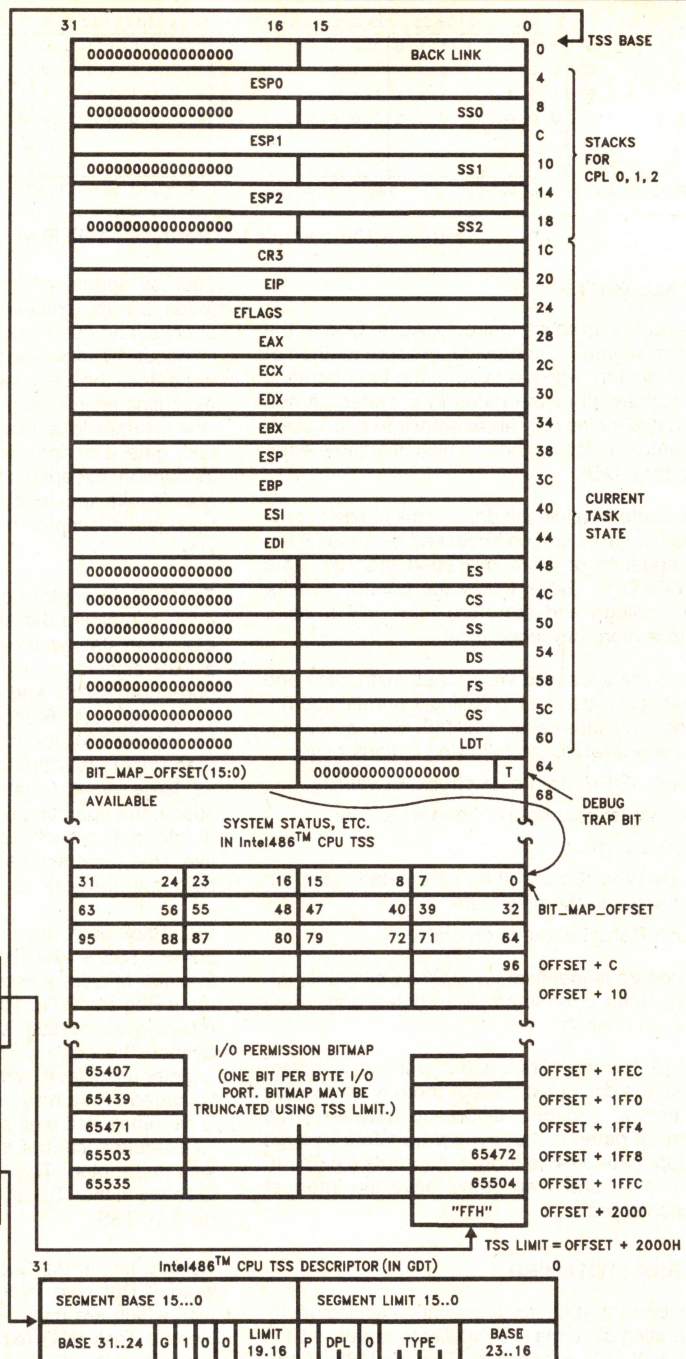 31 16 15 0
TSS BASE
0000000000000000 BACK LINK 0
ESP0 4
0000000000000000 SS0 8
ESP1 C
0000000000000000 SS1 10
ESP2 14
0000000000000000 SS2 18
STACKS
FOR
CPL 0, 1, 2
CR3 1C
EIP 20
EFLAGS 24
EAX 28
ECX 2C
EDX 30
EBX 34
ESP 38
EBP 3C
ESI 40
EDI 44
0000000000000000 ES 48
0000000000000000 CS 4C
0000000000000000 SS 50
0000000000000000 DS 54
0000000000000000 FS 58
0000000000000000 GS 5C
0000000000000000 LDT 60
CURRENT
TASK
STATE
BIT_MAP_OFFSET(15:0) 0000000000000000 T 64
AVAILABLE 68
DEBUG
TRAP BIT
SYSTEM STATUS, ETC.
IN Intel486TM CPU TSS
31 24 23 16 15 8 7 0
63 56 55 48 47 40 39 32 BIT_MAP_OFFSET
95 88 87 80 79 72 71 64
96 OFFSET + C
OFFSET + 10
I/O PERMISSION BITMAP
(ONE BIT PER BYTE I/O
PORT. BITMAP MAY BE
TRUNCATED USING TSS LIMIT.)
65407 OFFSET + 1FEC
65439 OFFSET + 1FF0
65471 OFFSET + 1FF4
65503 65472 OFFSET + 1FF8
65535 65504 OFFSET + 1FFC
"FFH" OFFSET + 2000
TSS LIMIT = OFFSET + 2000H
31 Intel486TM CPU TSS DESCRIPTOR (IN GDT) 0
SEGMENT BASE 15...0 SEGMENT LIMIT 15..0
BASE 31..24 G 1 0 0 LIMIT 19.16 P DPL 0 TYPE BASE 23..16